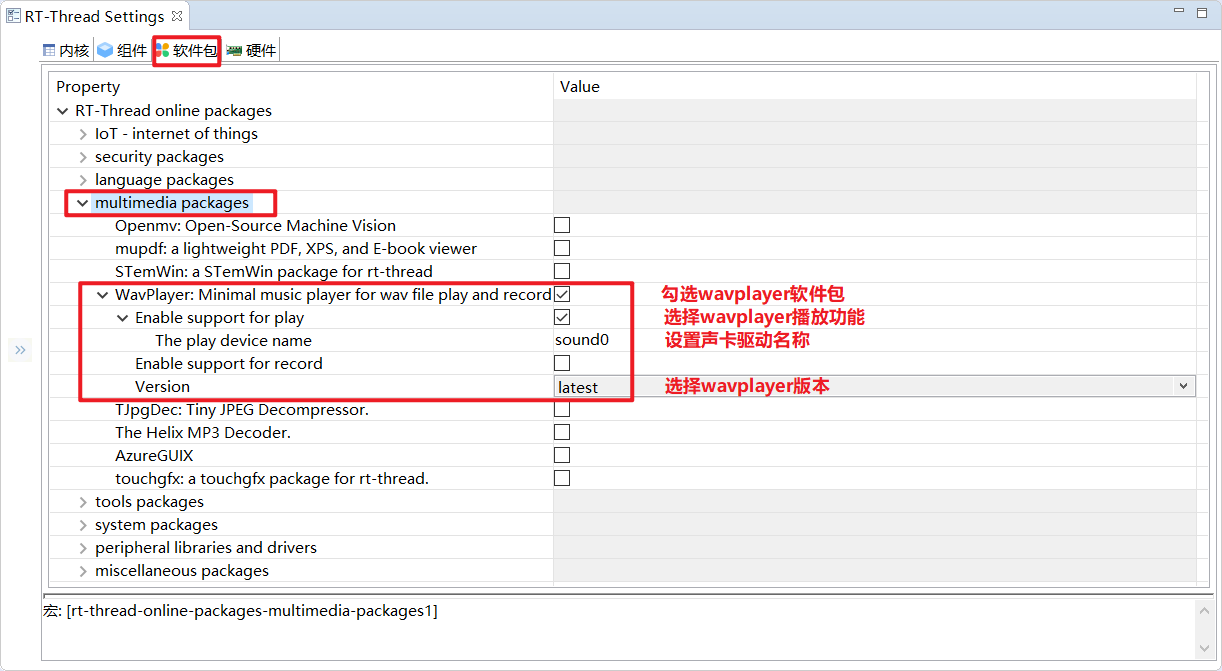 RT-Thread Settings
内核 组件 软件包 硬件
Property Value
RT-Thread online packages
IoT - internet of things
security packages
language packages
multimedia packages
Openmv: Open-Source Machine Vision
mupdf: a lightweight PDF, XPS, and E-book viewer
STemWin: a STemWin package for rt-thread
WavPlayer: Minimal music player for wav file play and record 勾选wavplayer软件包
Enable support for play 选择wavplayer播放功能
The play device name sound0 设置声卡驱动名称
Enable support for record
Version latest 选择wavplayer版本
TJpgDec: Tiny JPEG Decompressor.
The Helix MP3 Decoder.
AzureGUIX
touchgfx: a touchgfx package for rt-thread.
tools packages
system packages
peripheral libraries and drivers
miscellaneous packages
宏: [rt-thread-online-packages-multimedia-packages1]